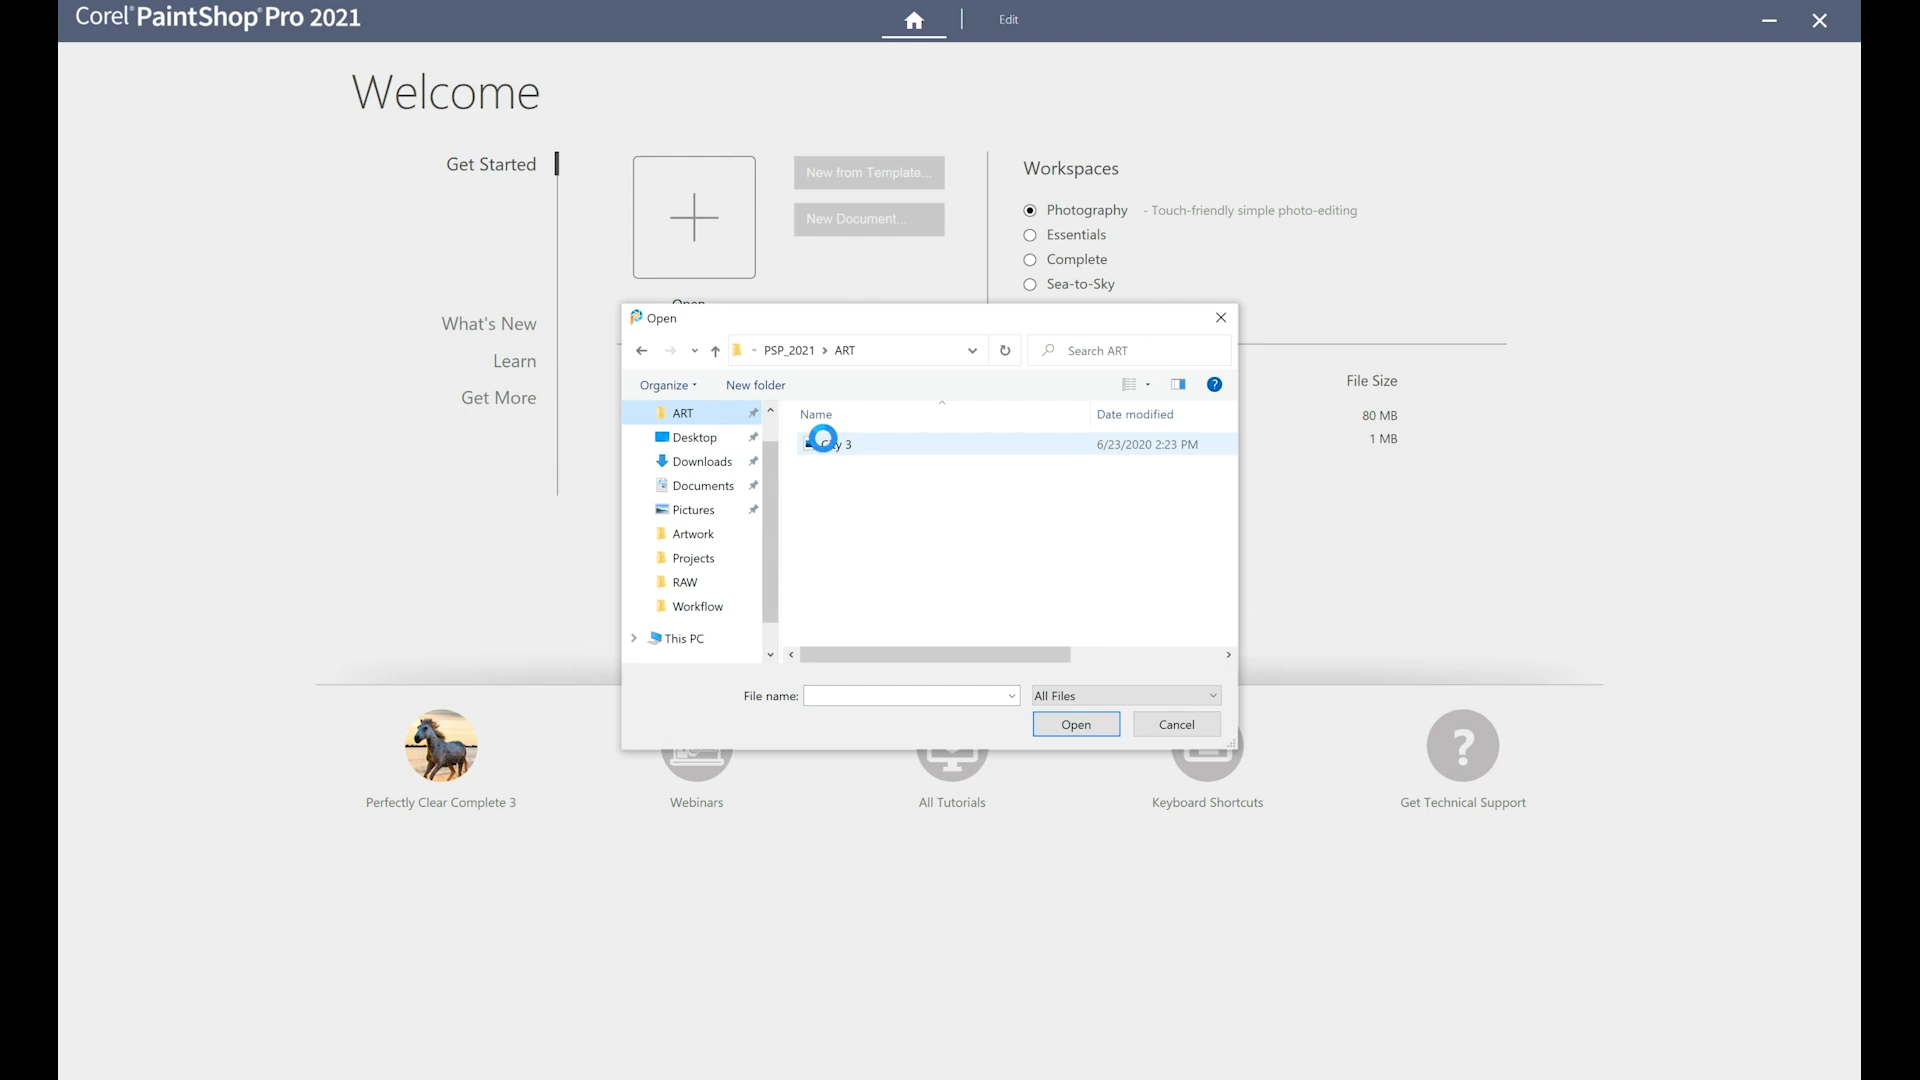 Corel® PaintShop® Pro 2021
Edit
Welcome
Get Started
What's New
Learn
Get More
New from Template...
New Document...
Workspaces
Photography - Touch-friendly simple photo-editing
Essentials
Complete
Sea-to-Sky
File Size
80 MB
1 MB
Open
PSP_2021 › ART
Search ART
Organize
New folder
ART
Desktop
Downloads
Documents
Pictures
Artwork
Projects
RAW
Workflow
This PC
Name
Date modified
3
6/23/2020 2:23 PM
File name:
All Files
Open
Cancel
Perfectly Clear Complete 3
Webinars
All Tutorials
Keyboard Shortcuts
Get Technical Support